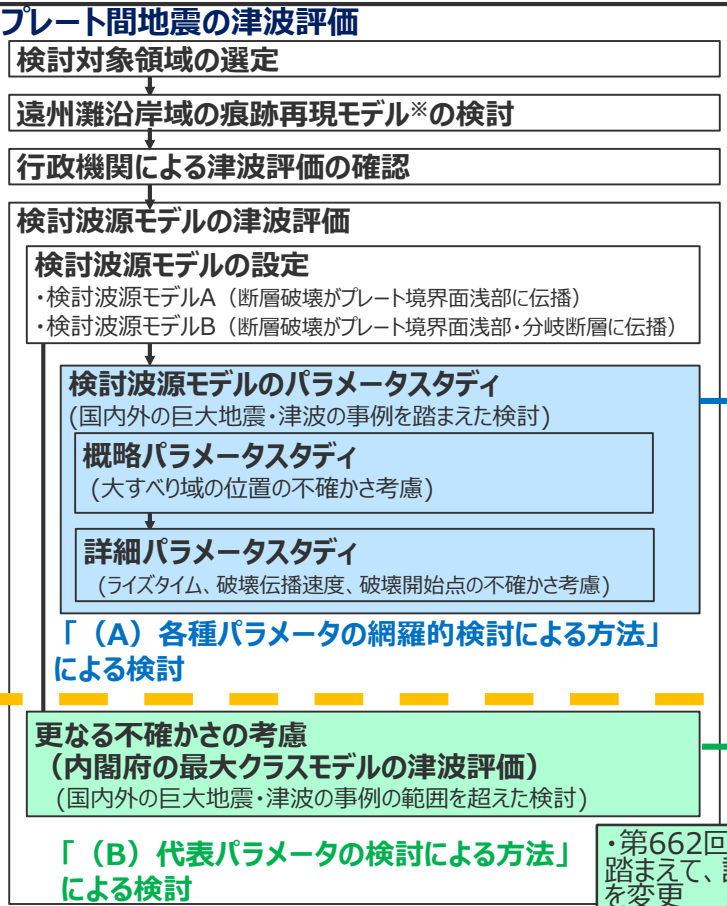 プレート間地震の津波評価
検討対象領域の選定
遠州灘沿岸域の痕跡再現モデル※の検討
行政機関による津波評価の確認
検討波源モデルの津波評価
検討波源モデルの設定
・検討波源モデルA（断層破壊がプレート境界面浅部に伝播）
・検討波源モデルB（断層破壊がプレート境界面浅部・分岐断層に伝播）
検討波源モデルのパラメータスタディ
(国内外の巨大地震・津波の事例を踏まえた検討)
概略パラメータスタディ
(大すべり域の位置の不確かさ考慮)
詳細パラメータスタディ
(ライズタイム、破壊伝播速度、破壊開始点の不確かさ考慮)
「（A）各種パラメータの網羅的検討による方法」
による検討
更なる不確かさの考慮
（内閣府の最大クラスモデルの津波評価）
(国内外の巨大地震・津波の事例の範囲を超えた検討)
「（B）代表パラメータの検討による方法」
による検討
・第662回
踏まえて、
を変更